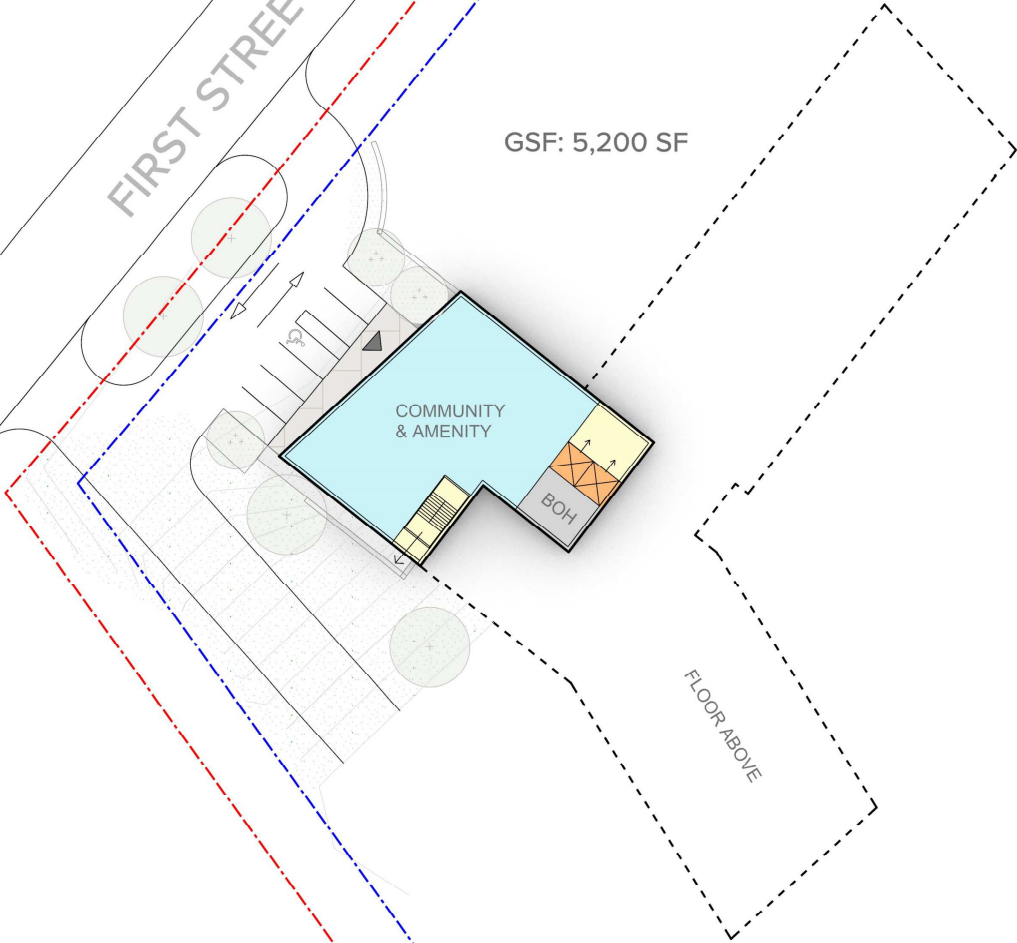 FIRST STREE
GSF: 5,200 SF
COMMUNITY
& AMENITY
BOH
FLOOR ABOVE